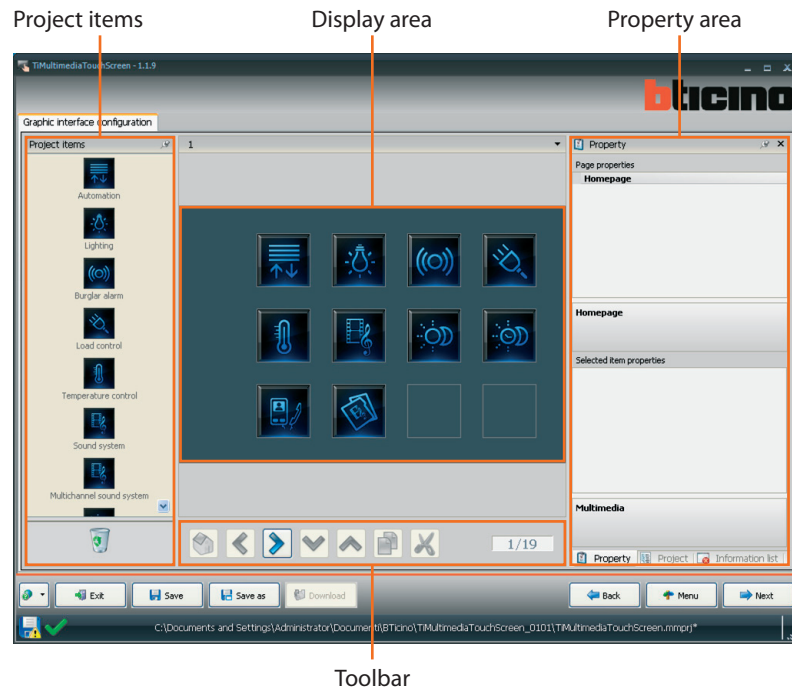 Project items
Display area
Property area
TiMultimediaTouchScreen - 1.1.9
bticino
Graphic interface configuration
Project items
1
Property
Page properties
Homepage
Automation
Lighting
Burglar alarm
Load control
Temperature control
Sound system
Multichannel sound system
Homepage
Selected item properties
Multimedia
1/19
Property
Project
Information list
Exit
Save
Save as
Download
Back
Menu
Next
C:\Documents and Settings\Administrator\Documenti\BTicino\TiMultimediaTouchScreen_0101\TiMultimediaTouchScreen.mmprj*
Toolbar